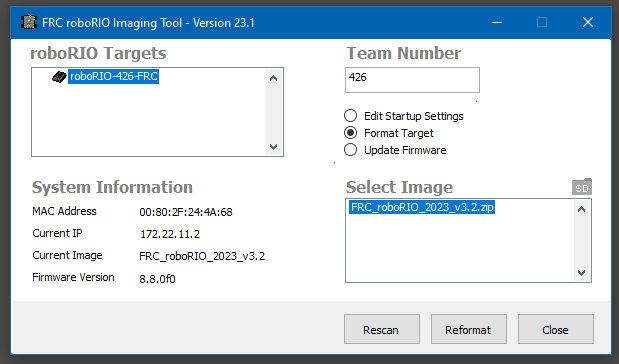 FRC roboRIO Imaging Tool - Version 23.1
roboRIO Targets
roboRIO-426-FRC
Team Number
426
Edit Startup Settings
Format Target
Update Firmware
System Information
MAC Address 00:80:2F:24:4A:68
Current IP 172.22.11.2
Current Image FRC_roboRIO_2023_v3.2
Firmware Version 8.8.0f0
Select Image
SD
FRC_roboRIO_2023_v3.2.zip
Rescan
Reformat
Close